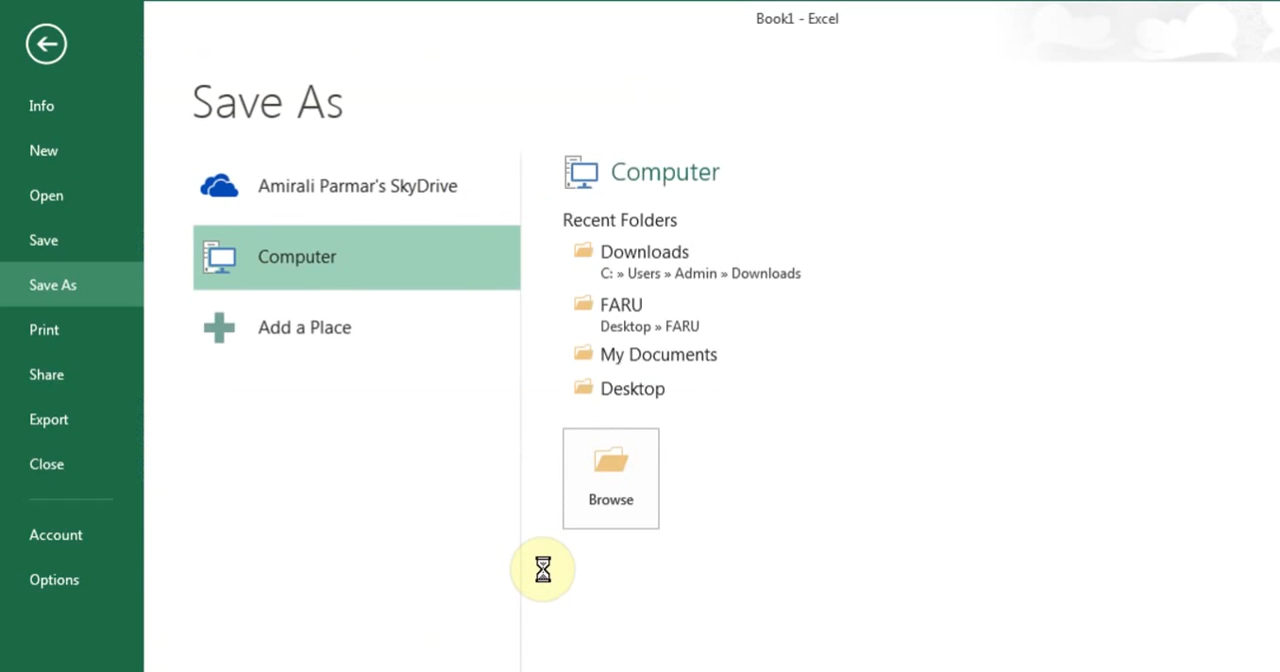 Book1 - Excel
Info
New
Open
Save
Save As
Print
Share
Export
Close
Account
Options
Save As
Amirali Parmar's SkyDrive
Computer
Add a Place
Computer
Recent Folders
Downloads
C: » Users » Admin » Downloads
FARU
Desktop » FARU
My Documents
Desktop
Browse